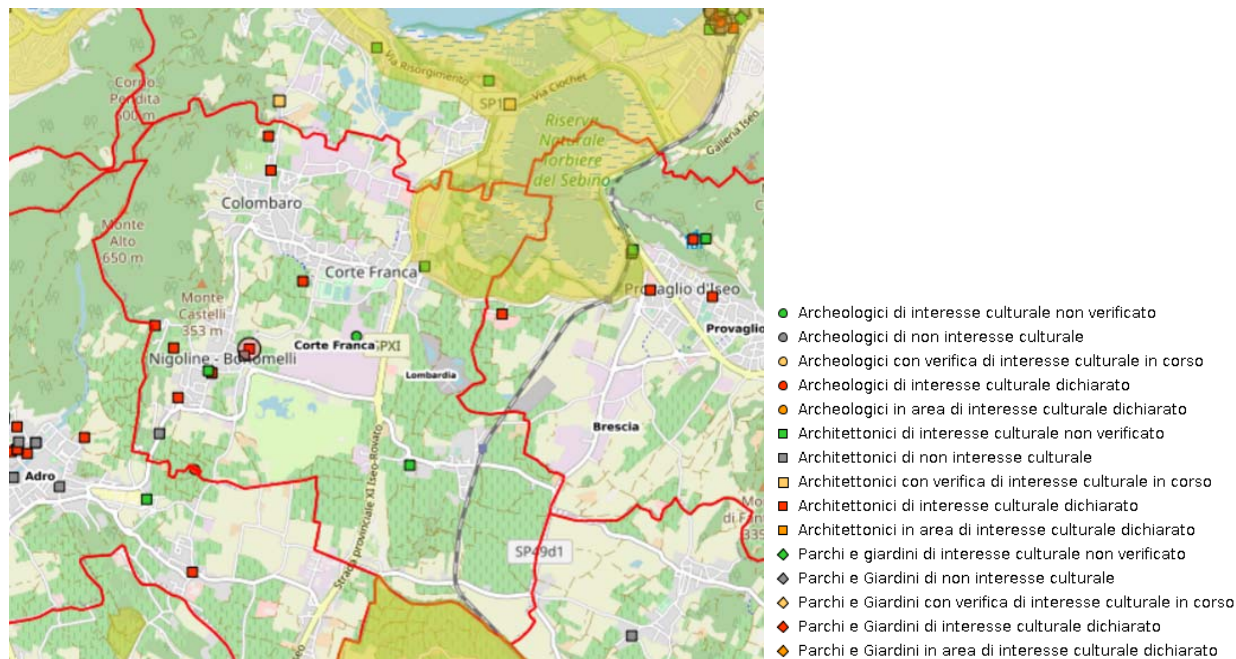 Via Risorgimento
Via Ciochet
SP1
Riserva
Naturale
Torbiere
del Sebino
Galleria Iseo
Corno
Pendita
600 m
Colombaro
Monte
Alto
650 m
Corte Franca
Provaglio d'Iseo
Monte
Castelli
353 m
Provaglio
Corte Franca
SPXI
Nigoline - Bonomelli
Lombardia
Brescia
Adro
Strada provinciale XI Iseo-Rovato
SP49d1
Iseo
Archeologici di interesse culturale non verificato
Archeologici di non interesse culturale
Archeologici con verifica di interesse culturale in corso
Archeologici di interesse culturale dichiarato
Archeologici in area di interesse culturale dichiarato
Architettonici di interesse culturale non verificato
Architettonici di non interesse culturale
Architettonici con verifica di interesse culturale in corso
Architettonici di interesse culturale dichiarato
Architettonici in area di interesse culturale dichiarato
Parchi e giardini di interesse culturale non verificato
Parchi e Giardini di non interesse culturale
Parchi e Giardini con verifica di interesse culturale in corso
Parchi e Giardini di interesse culturale dichiarato
Parchi e Giardini in area di interesse culturale dichiarato